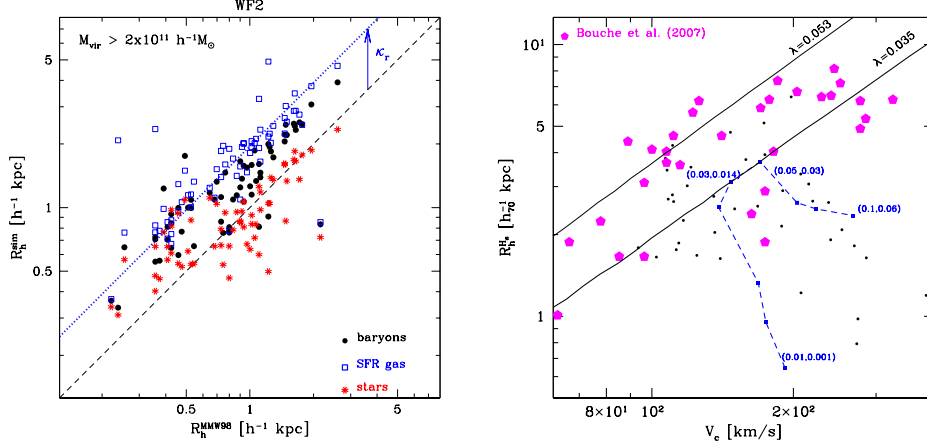 WF2
M_vir > 2x10^11 h^-1 M_⊙
κ_r
baryons
SFR gas
stars
5
1
0.5
R_h^sim [h^-1 kpc]
0.5
1
5
R_h^MMW98 [h^-1 kpc]
Bouche et al. (2007)
λ=0.053
λ=0.035
(0.03,0.014)
(0.05,0.03)
(0.1,0.06)
(0.01,0.001)
10^1
5
1
R_h^Hα [h_70^-1 kpc]
8×10^1
10^2
2×10^2
V_c [km/s]